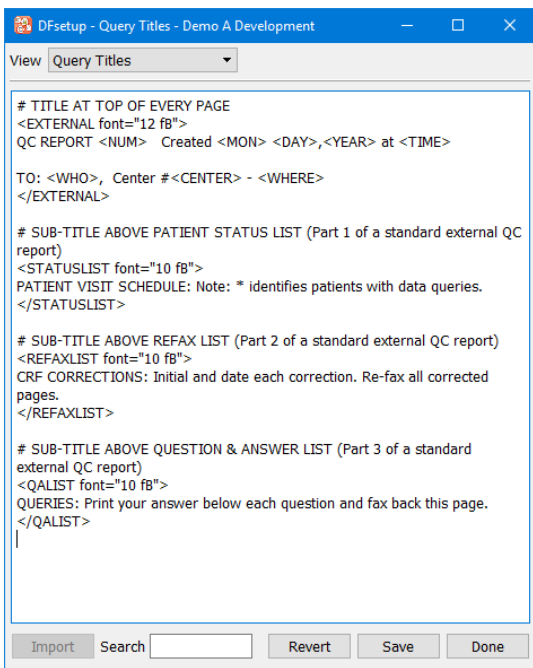 DFsetup - Query Titles - Demo A Development
View Query Titles
# TITLE AT TOP OF EVERY PAGE
<EXTERNAL font="12 fB">
QC REPORT <NUM>   Created <MON> <DAY>,<YEAR> at <TIME>
TO: <WHO>,  Center #<CENTER> - <WHERE>
</EXTERNAL>
# SUB-TITLE ABOVE PATIENT STATUS LIST (Part 1 of a standard external QC
report)
<STATUSLIST font="10 fB">
PATIENT VISIT SCHEDULE: Note: * identifies patients with data queries.
</STATUSLIST>
# SUB-TITLE ABOVE REFAX LIST (Part 2 of a standard external QC report)
<REFAXLIST font="10 fB">
CRF CORRECTIONS: Initial and date each correction. Re-fax all corrected
pages.
</REFAXLIST>
# SUB-TITLE ABOVE QUESTION & ANSWER LIST (Part 3 of a standard
external QC report)
<QALIST font="10 fB">
QUERIES: Print your answer below each question and fax back this page.
</QALIST>
Import Search Revert Save Done